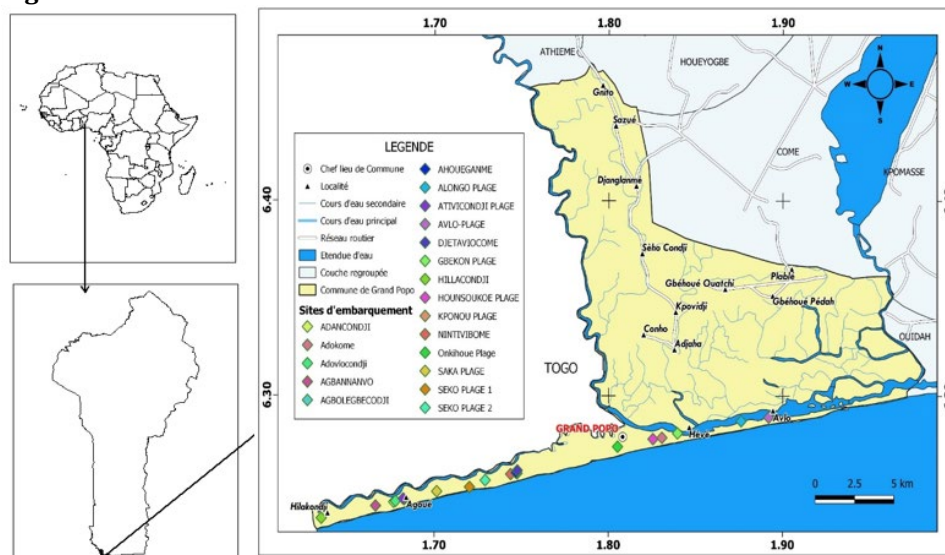 1.70 1.80 1.90
ATHIEME
HOUEYOGBE
N
W E
S
Gnito
Sazué
COME
KPOMASSE
Djanglanmè
6.40
Sèho Condji
Plablè
Gbéhoué Ouatchi
Gbéhoué Pédah
Kpovidji
Conho
Adjaha
OUIDAH
TOGO
6.30
GRAND POPO
Hèvè
Avlo
Agoué
Hilakondji
0 2.5 5 km
1.70 1.80 1.90
LEGENDE
Chef lieu de Commune
Localité
Cours d'eau secondaire
Cours d'eau principal
Réseau routier
Etendue d'eau
Couche regroupée
Commune de Grand Popo
Sites d'embarquement
ADANCONDJI
Adokome
Adoviocondji
AGBANNANVO
AGBOLEGBECODJI
AHOUEGANME
ALONGO PLAGE
ATIVICONDJI PLAGE
AVLO-PLAGE
DJETAVIOCOME
GBEKON PLAGE
HILLACONDJI
HOUNSOUKOE PLAGE
KPONOU PLAGE
NINTIVIBOME
Onkihoue Plage
SAKA PLAGE
SEKO PLAGE 1
SEKO PLAGE 2